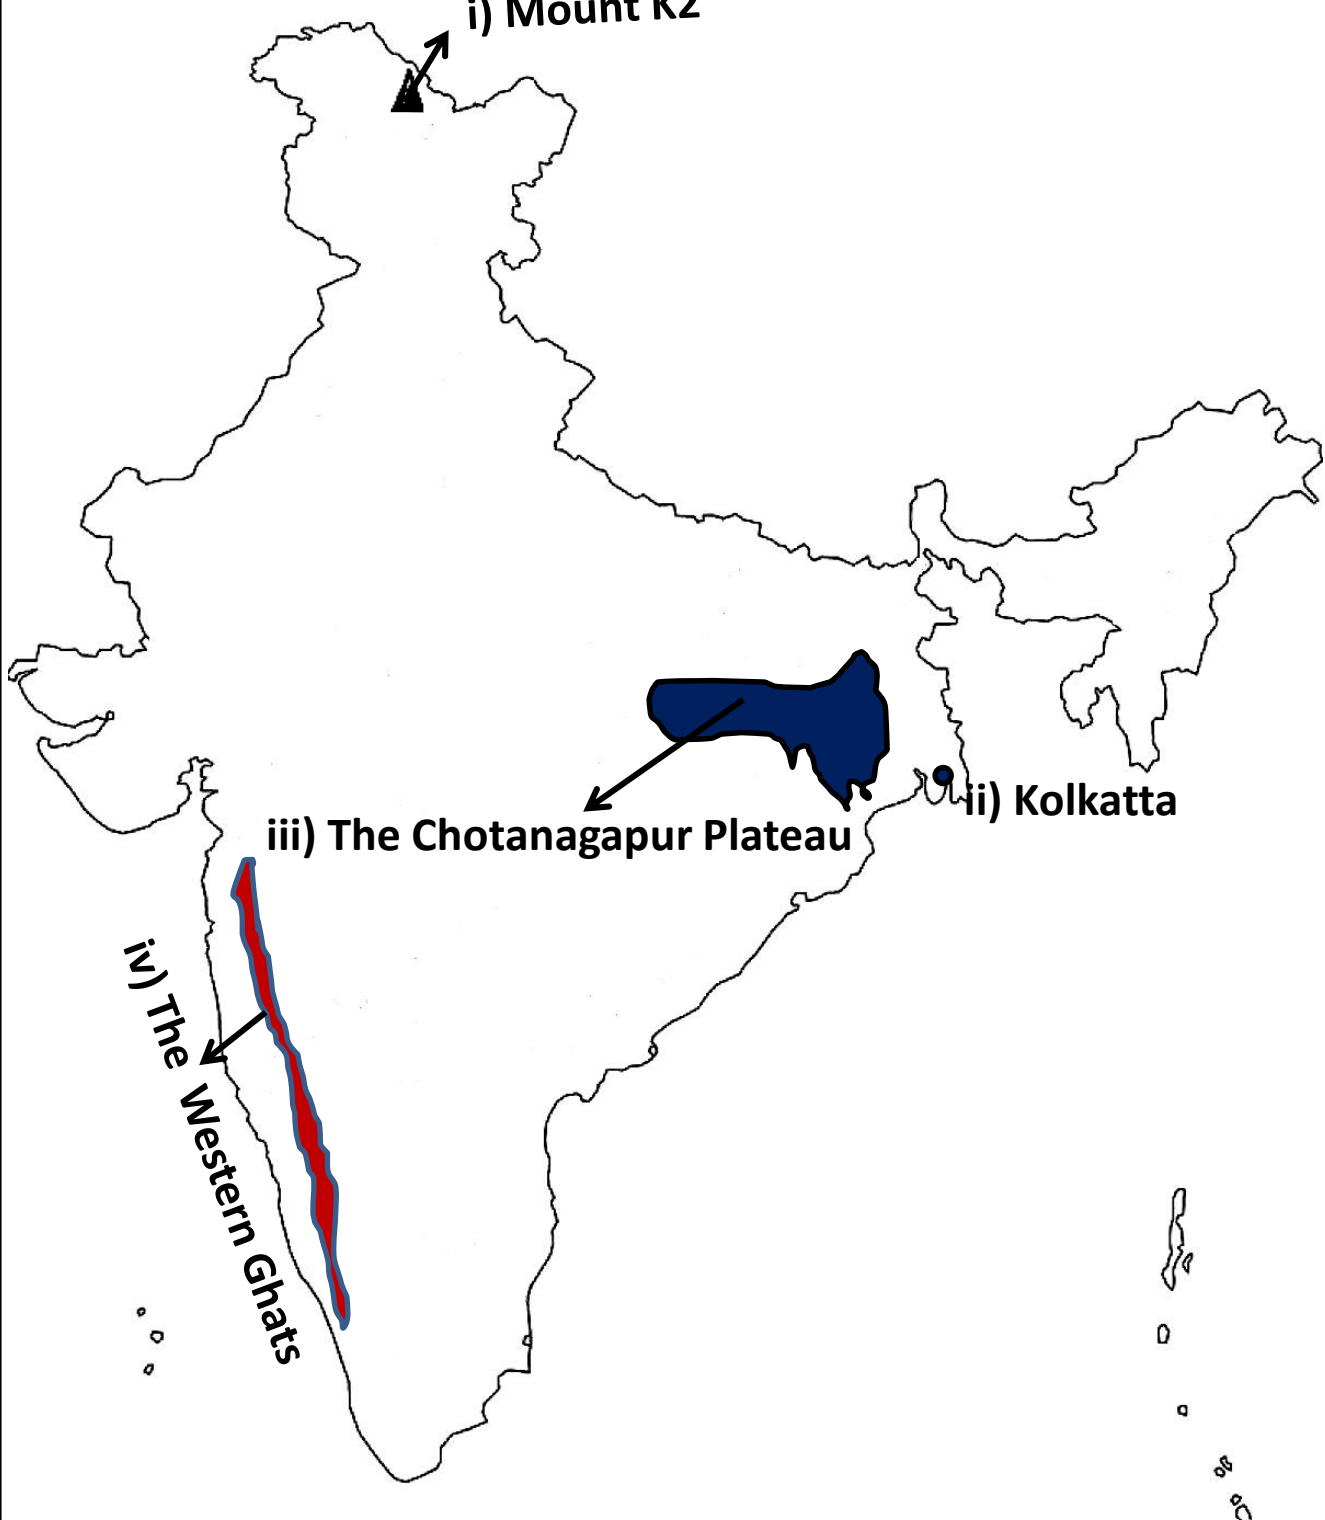 i) Mount K2
ii) Kolkatta
iii) The Chotanagapur Plateau
iv) The Western Ghats